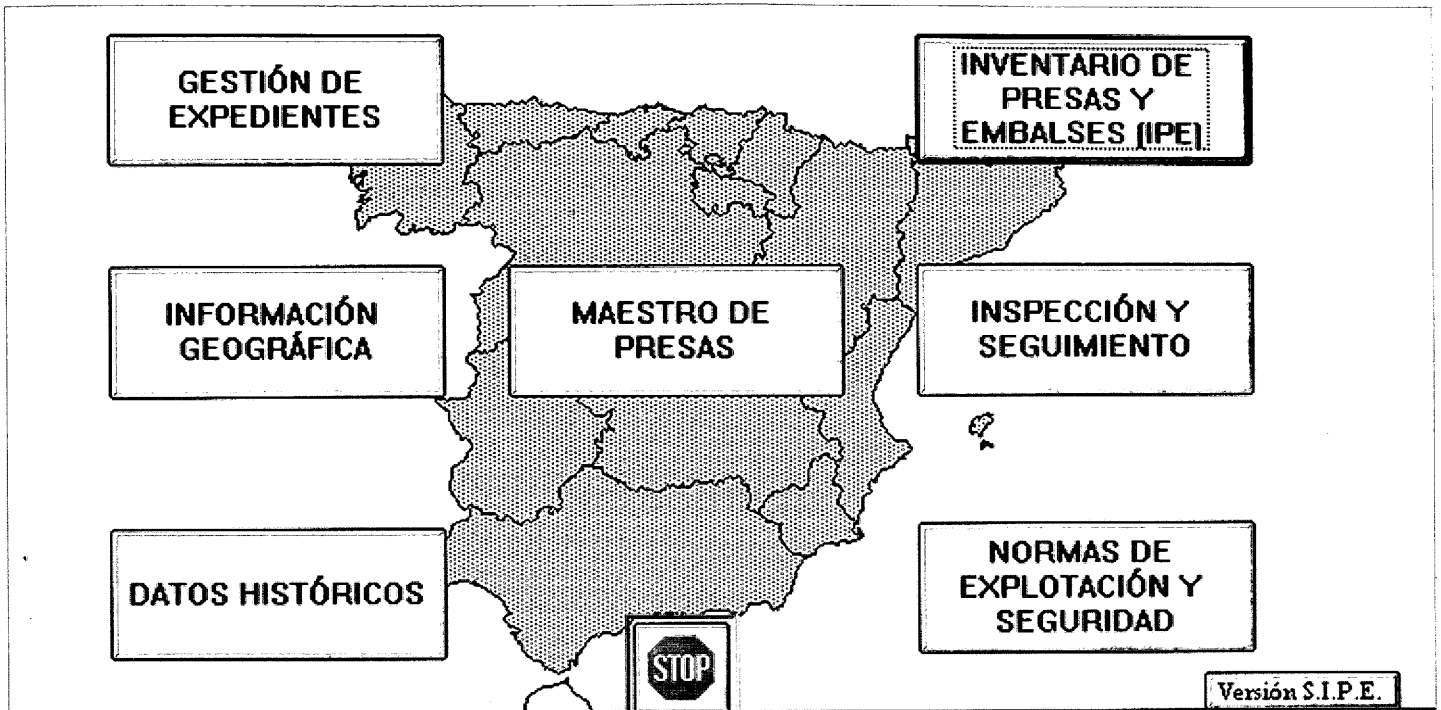 GESTIÓN DE
EXPEDIENTES
INVENTARIO DE
PRESAS Y
EMBALSES (IPE)
INFORMACIÓN
GEOGRÁFICA
MAESTRO DE
PRESAS
INSPECCIÓN Y
SEGUIMIENTO
DATOS HISTÓRICOS
NORMAS DE
EXPLOTACIÓN Y
SEGURIDAD
STOP
Versión S.I.P.E.